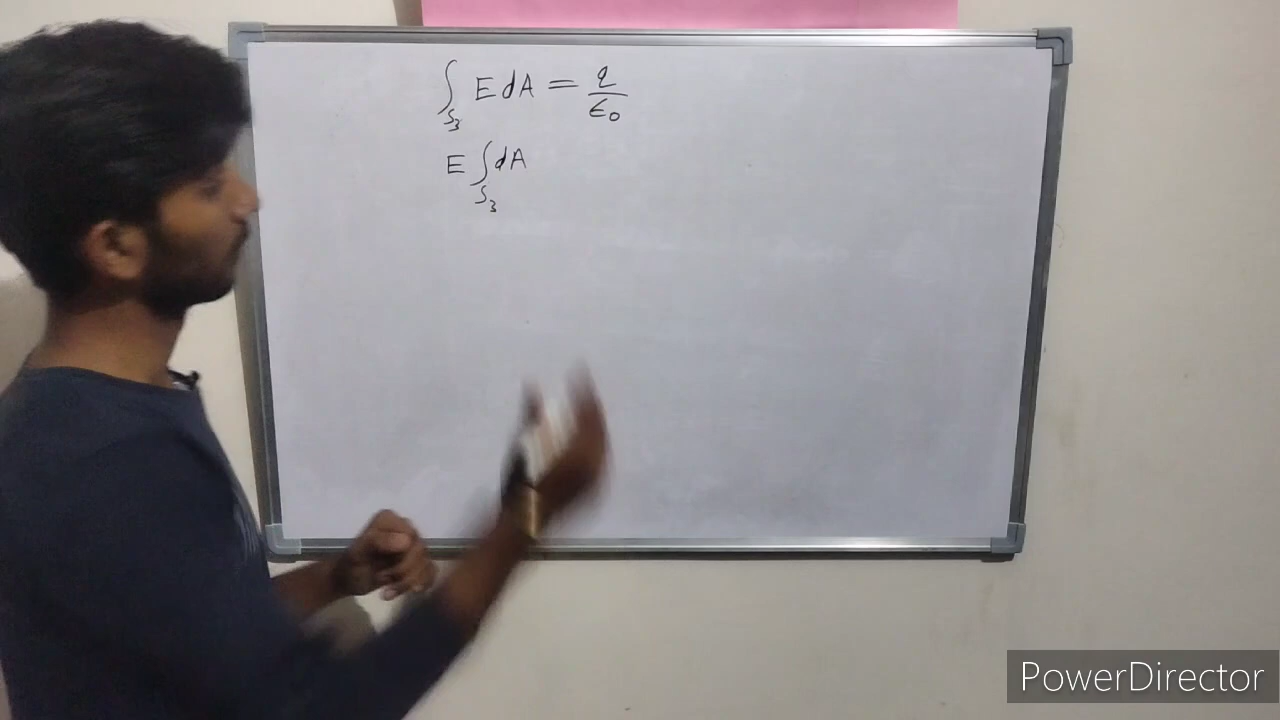 ∫_{S₃} E dA = q/ε₀
E ∫_{S₃} dA
PowerDirector